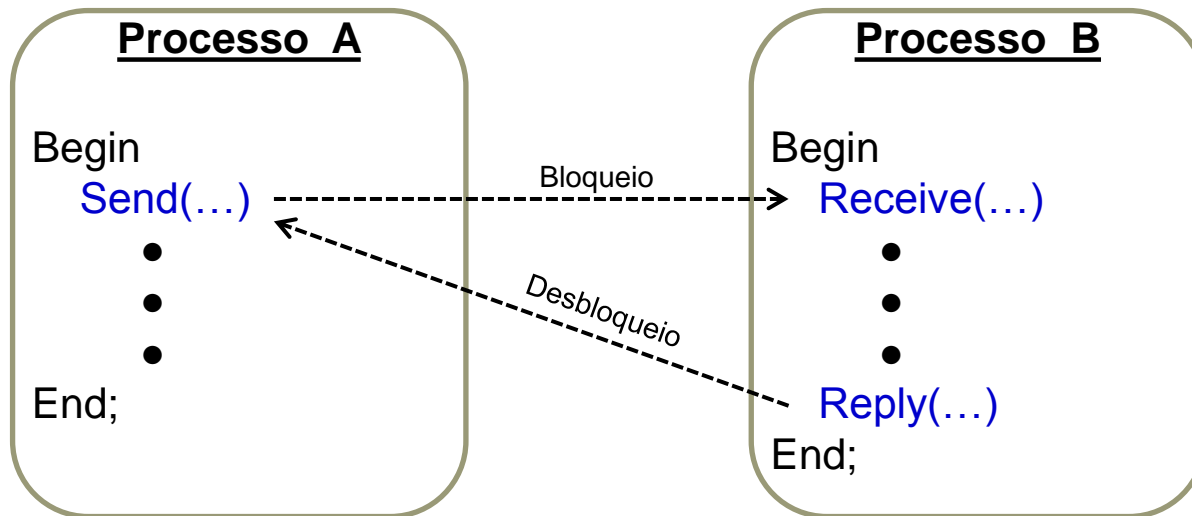 Processo A
Begin
Send(…)
•
•
•
End;
Bloqueio
Desbloqueio
Processo B
Begin
Receive(…)
•
•
•
Reply(…)
End;